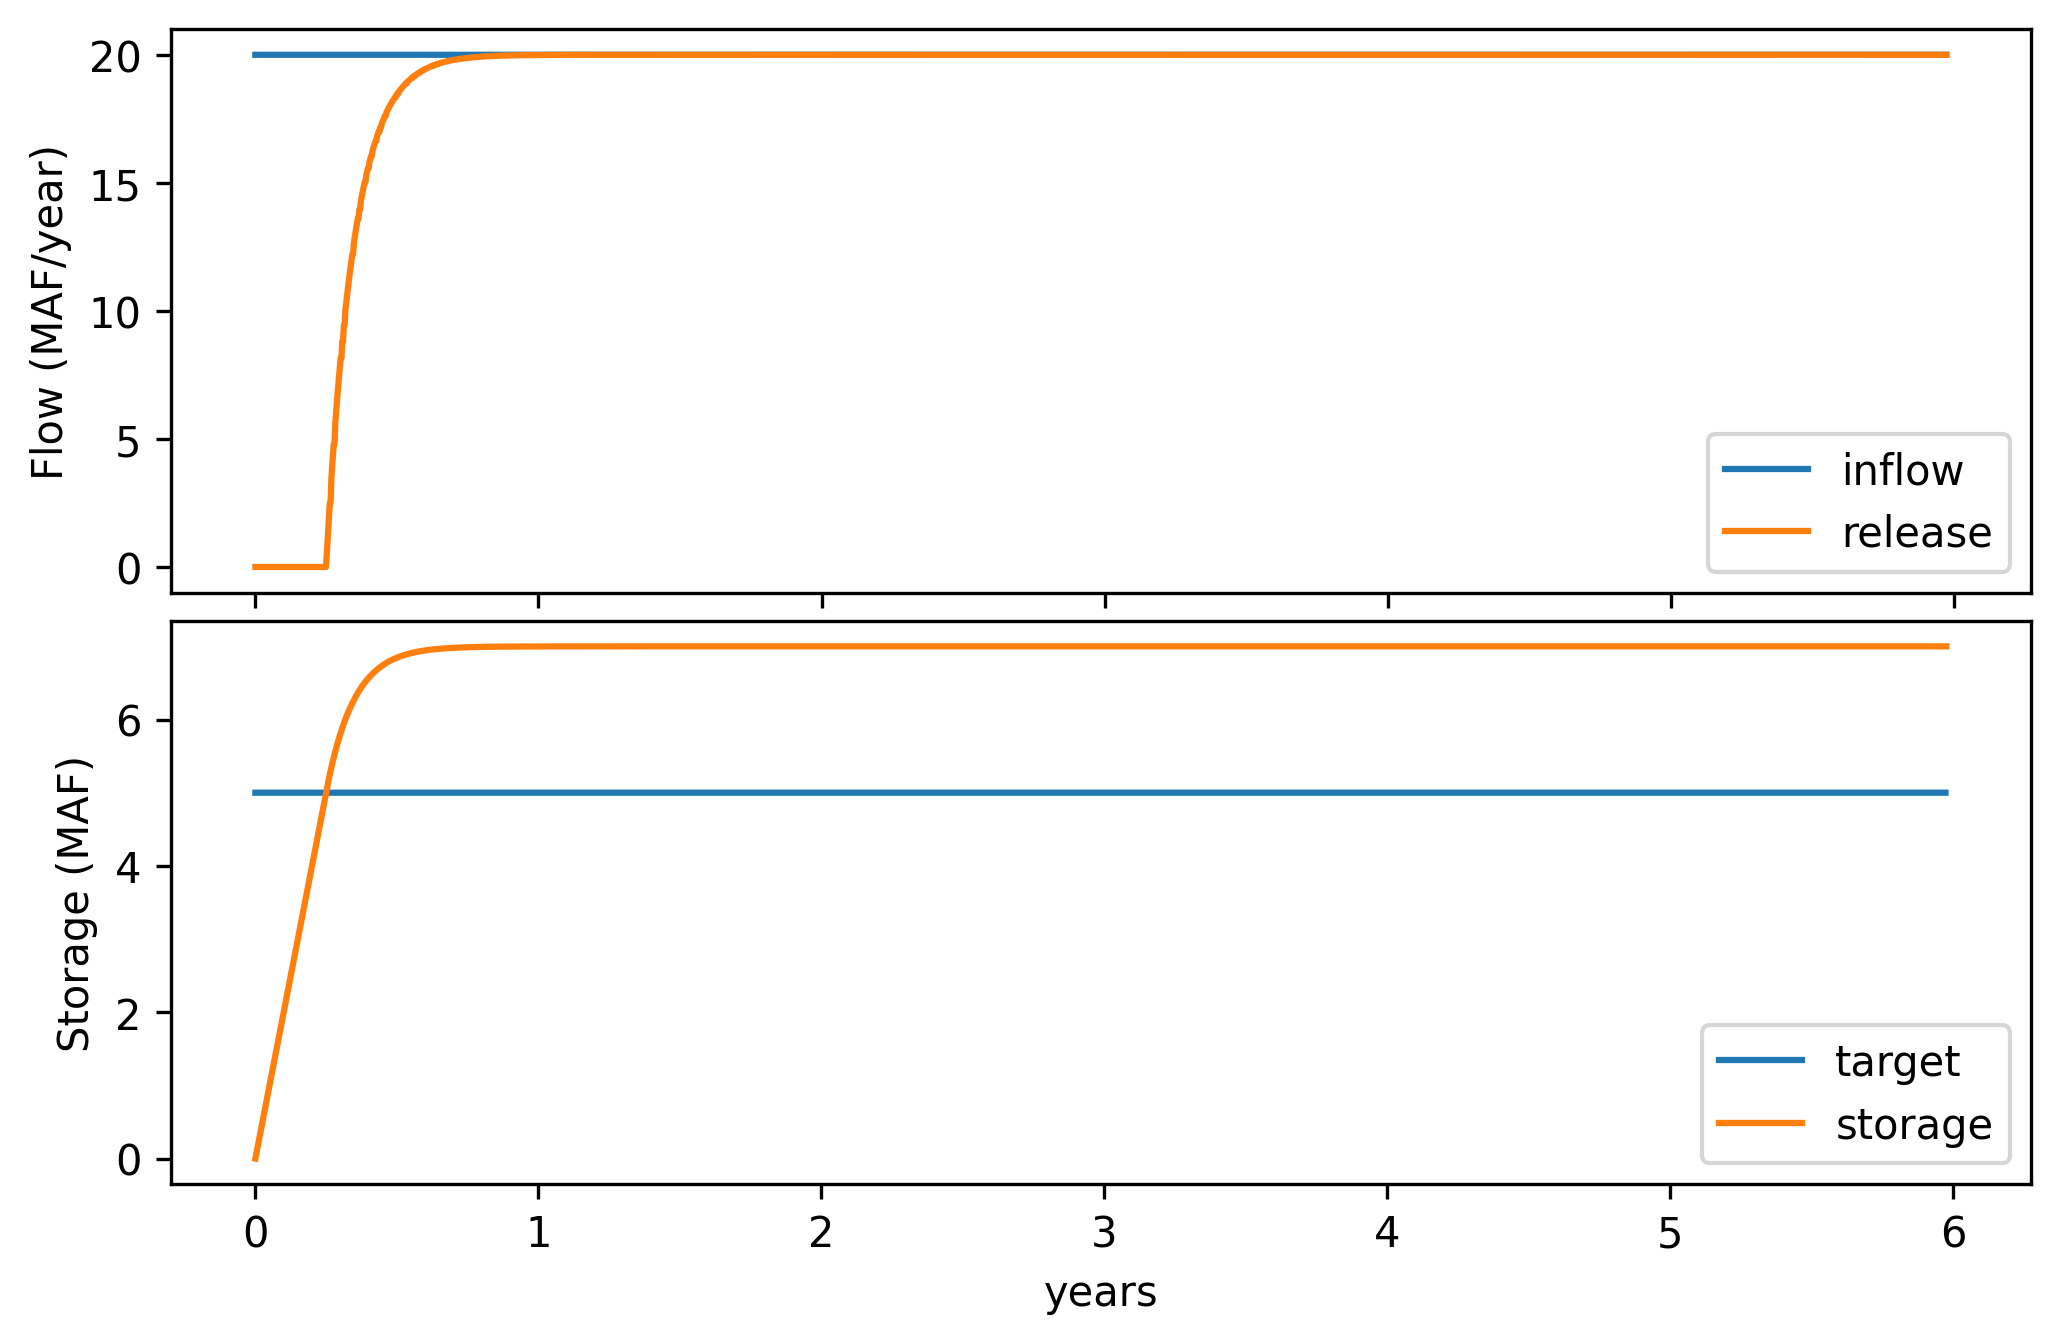 20
15
10
5
0
Flow (MAF/year)
inflow
release
6
4
2
0
Storage (MAF)
target
storage
0 1 2 3 4 5 6
years